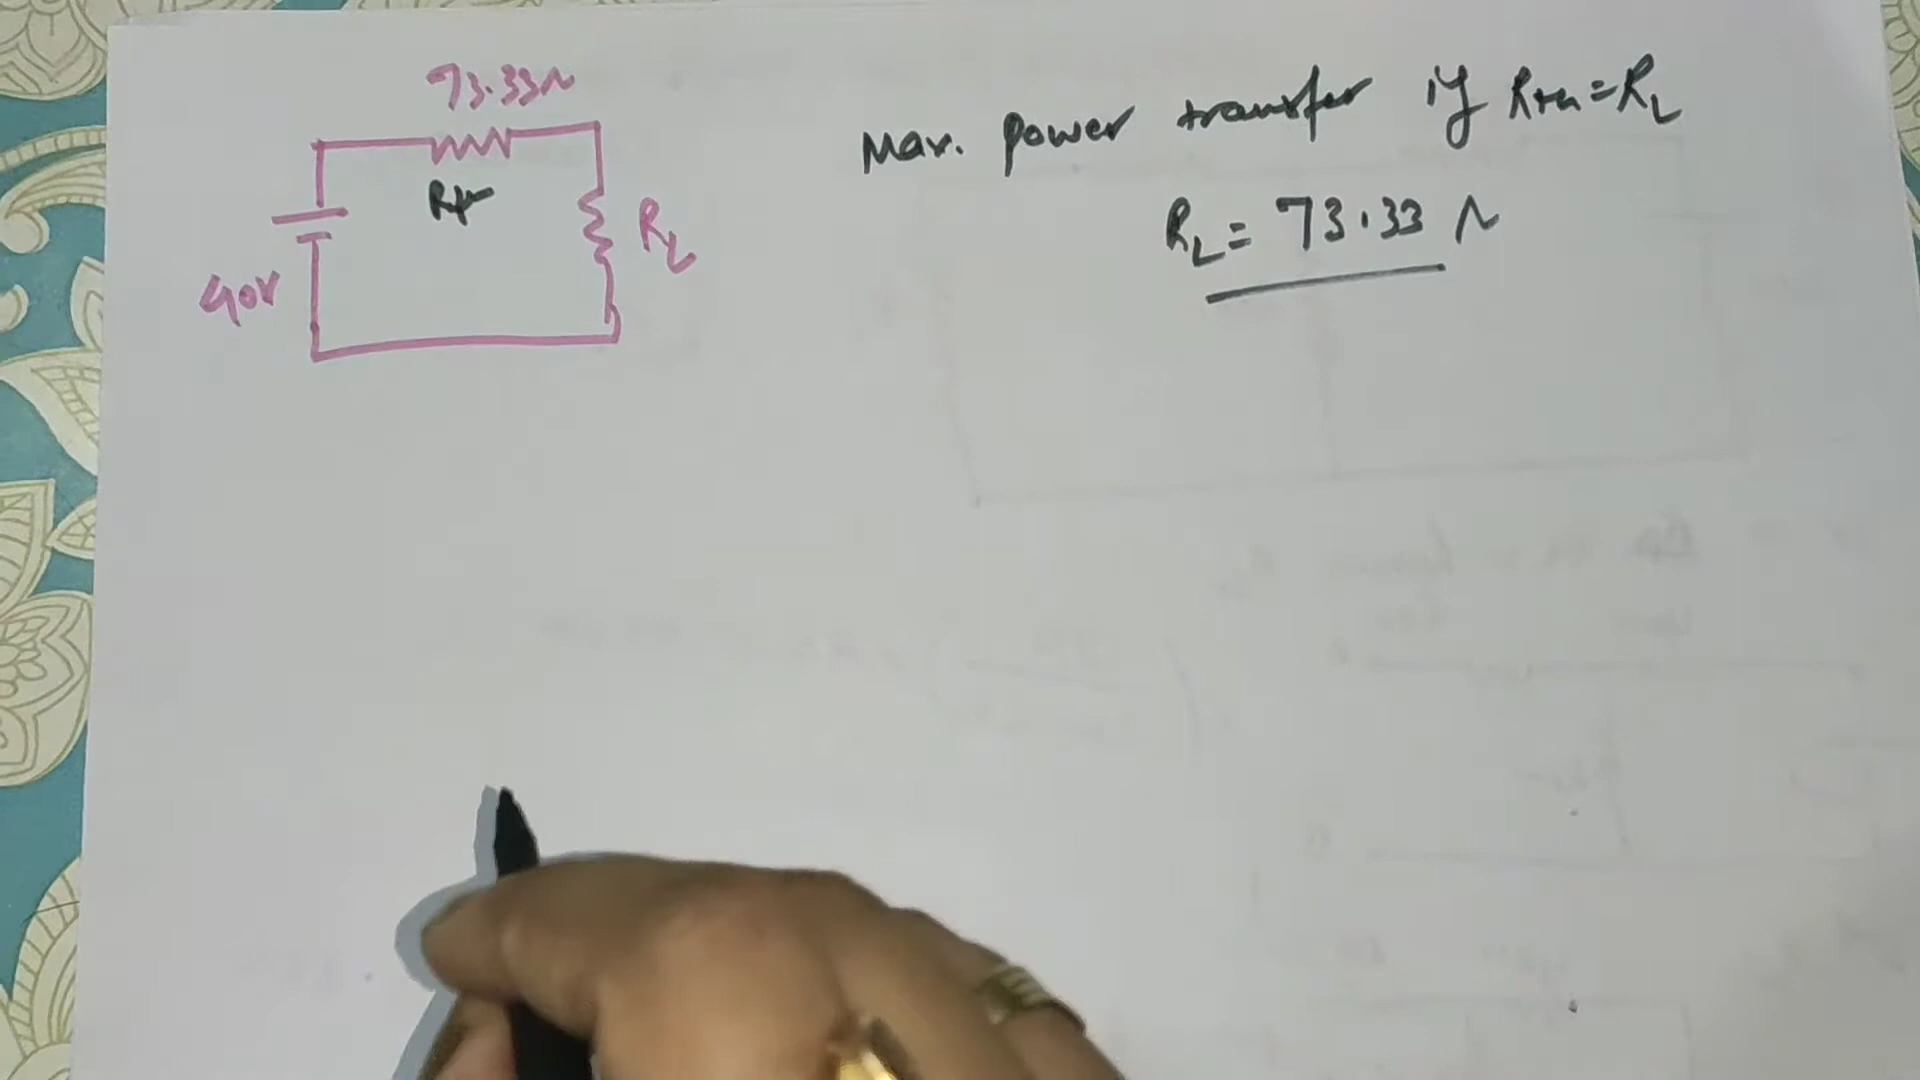 73.33Ω
Rth
40V
RL
Max. power transfer if Rth = RL
RL = 73.33 Ω